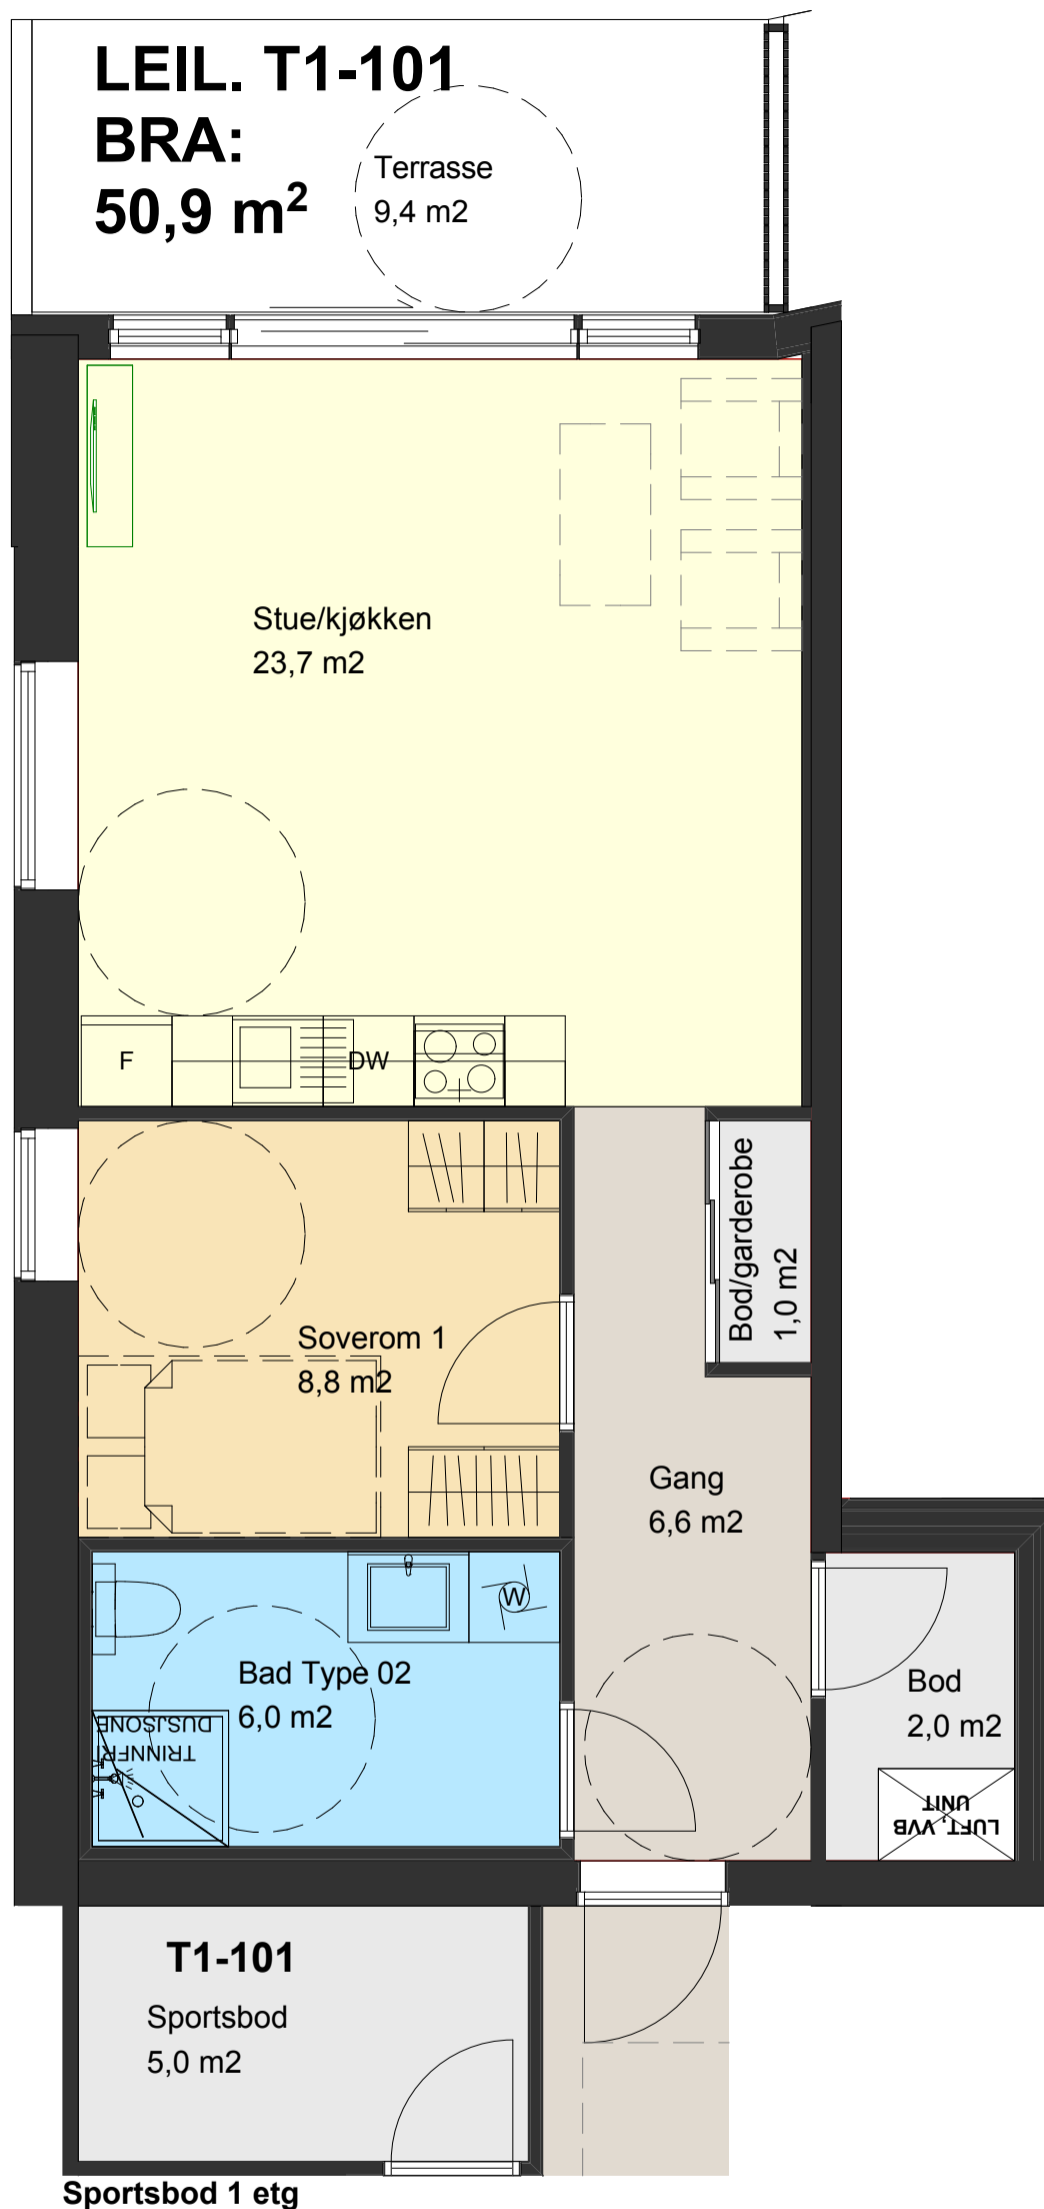 LEIL. T1-101
BRA:
50,9 m²
Terrasse
9,4 m2
Stue/kjøkken
23,7 m2
F
DW
Bod/garderobe
1,0 m2
Soverom 1
8,8 m2
Gang
6,6 m2
W
Bad Type 02
6,0 m2
TRINNFRI
DUSJSONE
Bod
2,0 m2
LUFT, VVB
UNIT
T1-101
Sportsbod
5,0 m2
Sportsbod 1 etg